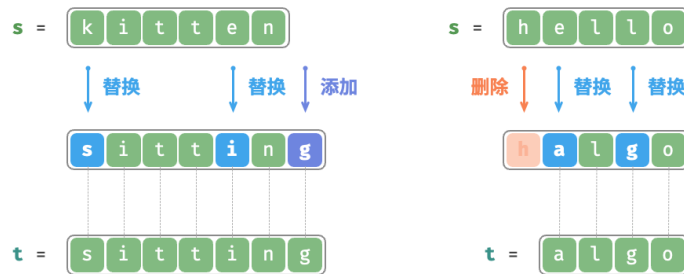 s = k i t t e n
s = h e l l o
替换 替换 添加
删除 替换 替换
s i t t i n g
h a l g o
t = s i t t i n g
t = a l g o